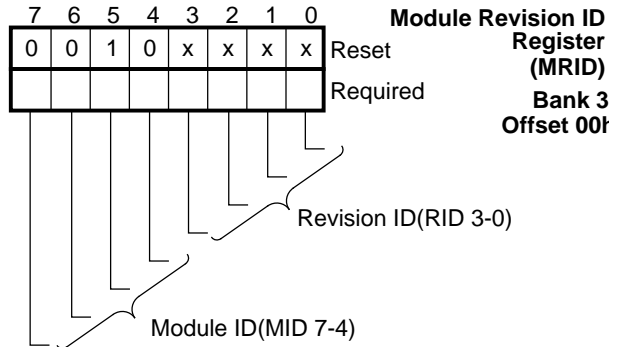 7 6 5 4 3 2 1 0
Module Revision ID
Register
(MRID)
0 0 1 0 x x x x Reset
Required
Bank 3
Offset 00h
Revision ID(RID 3-0)
Module ID(MID 7-4)